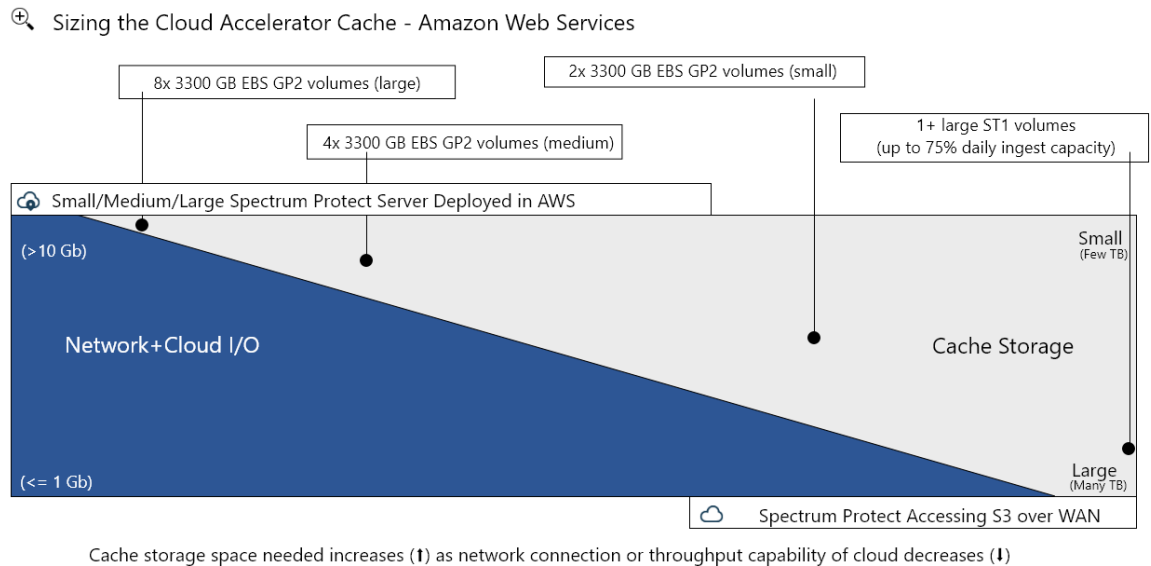 Sizing the Cloud Accelerator Cache - Amazon Web Services
8x 3300 GB EBS GP2 volumes (large)
2x 3300 GB EBS GP2 volumes (small)
4x 3300 GB EBS GP2 volumes (medium)
1+ large ST1 volumes
(up to 75% daily ingest capacity)
Small/Medium/Large Spectrum Protect Server Deployed in AWS
(>10 Gb)
Small
(Few TB)
Network+Cloud I/O
Cache Storage
(<= 1 Gb)
Large
(Many TB)
Spectrum Protect Accessing S3 over WAN
Cache storage space needed increases (⬆) as network connection or throughput capability of cloud decreases (⬇)